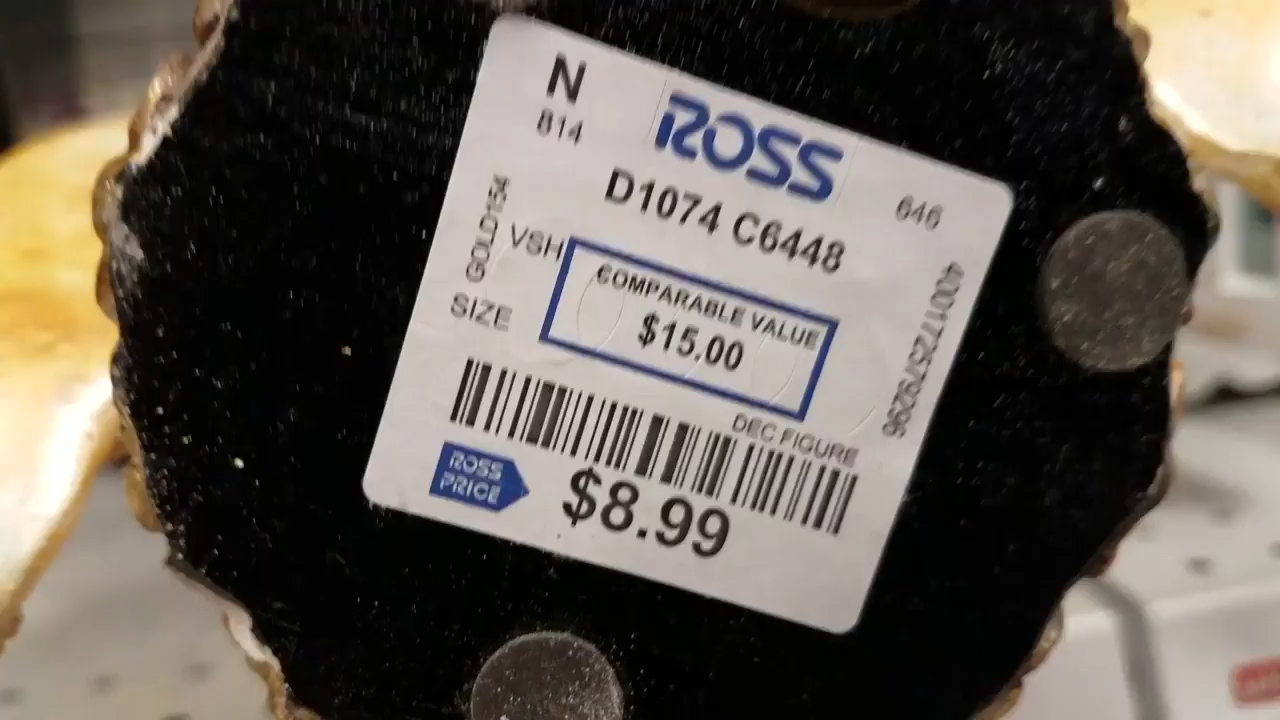 N
814
ROSS
D1074 C6448
646
GOLD154
VSH
SIZE
COMPARABLE VALUE
$15.00
400172579296
DEC FIGURE
ROSS
PRICE
$8.99